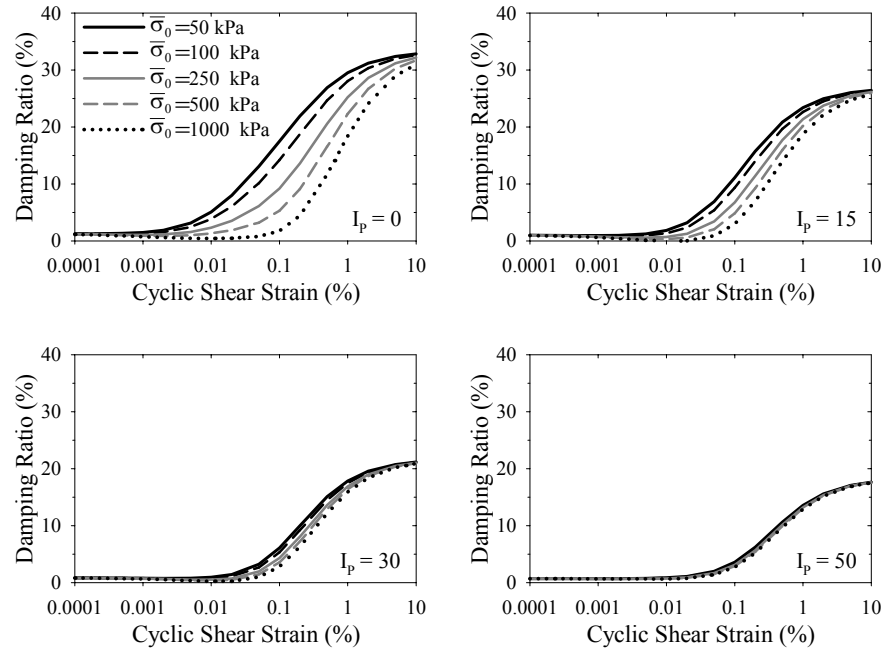 40
σ̅₀ =50 kPa
30
σ̅₀ =100 kPa
σ̅₀ =250 kPa
20
σ̅₀ =500 kPa
σ̅₀ =1000 kPa
10
0
Damping Ratio (%)
I_P = 0
0.0001 0.001 0.01 0.1 1 10
Cyclic Shear Strain (%)
40
30
20
10
0
Damping Ratio (%)
I_P = 15
0.0001 0.001 0.01 0.1 1 10
Cyclic Shear Strain (%)
40
30
20
10
0
Damping Ratio (%)
I_P = 30
0.0001 0.001 0.01 0.1 1 10
Cyclic Shear Strain (%)
40
30
20
10
0
Damping Ratio (%)
I_P = 50
0.0001 0.001 0.01 0.1 1 10
Cyclic Shear Strain (%)